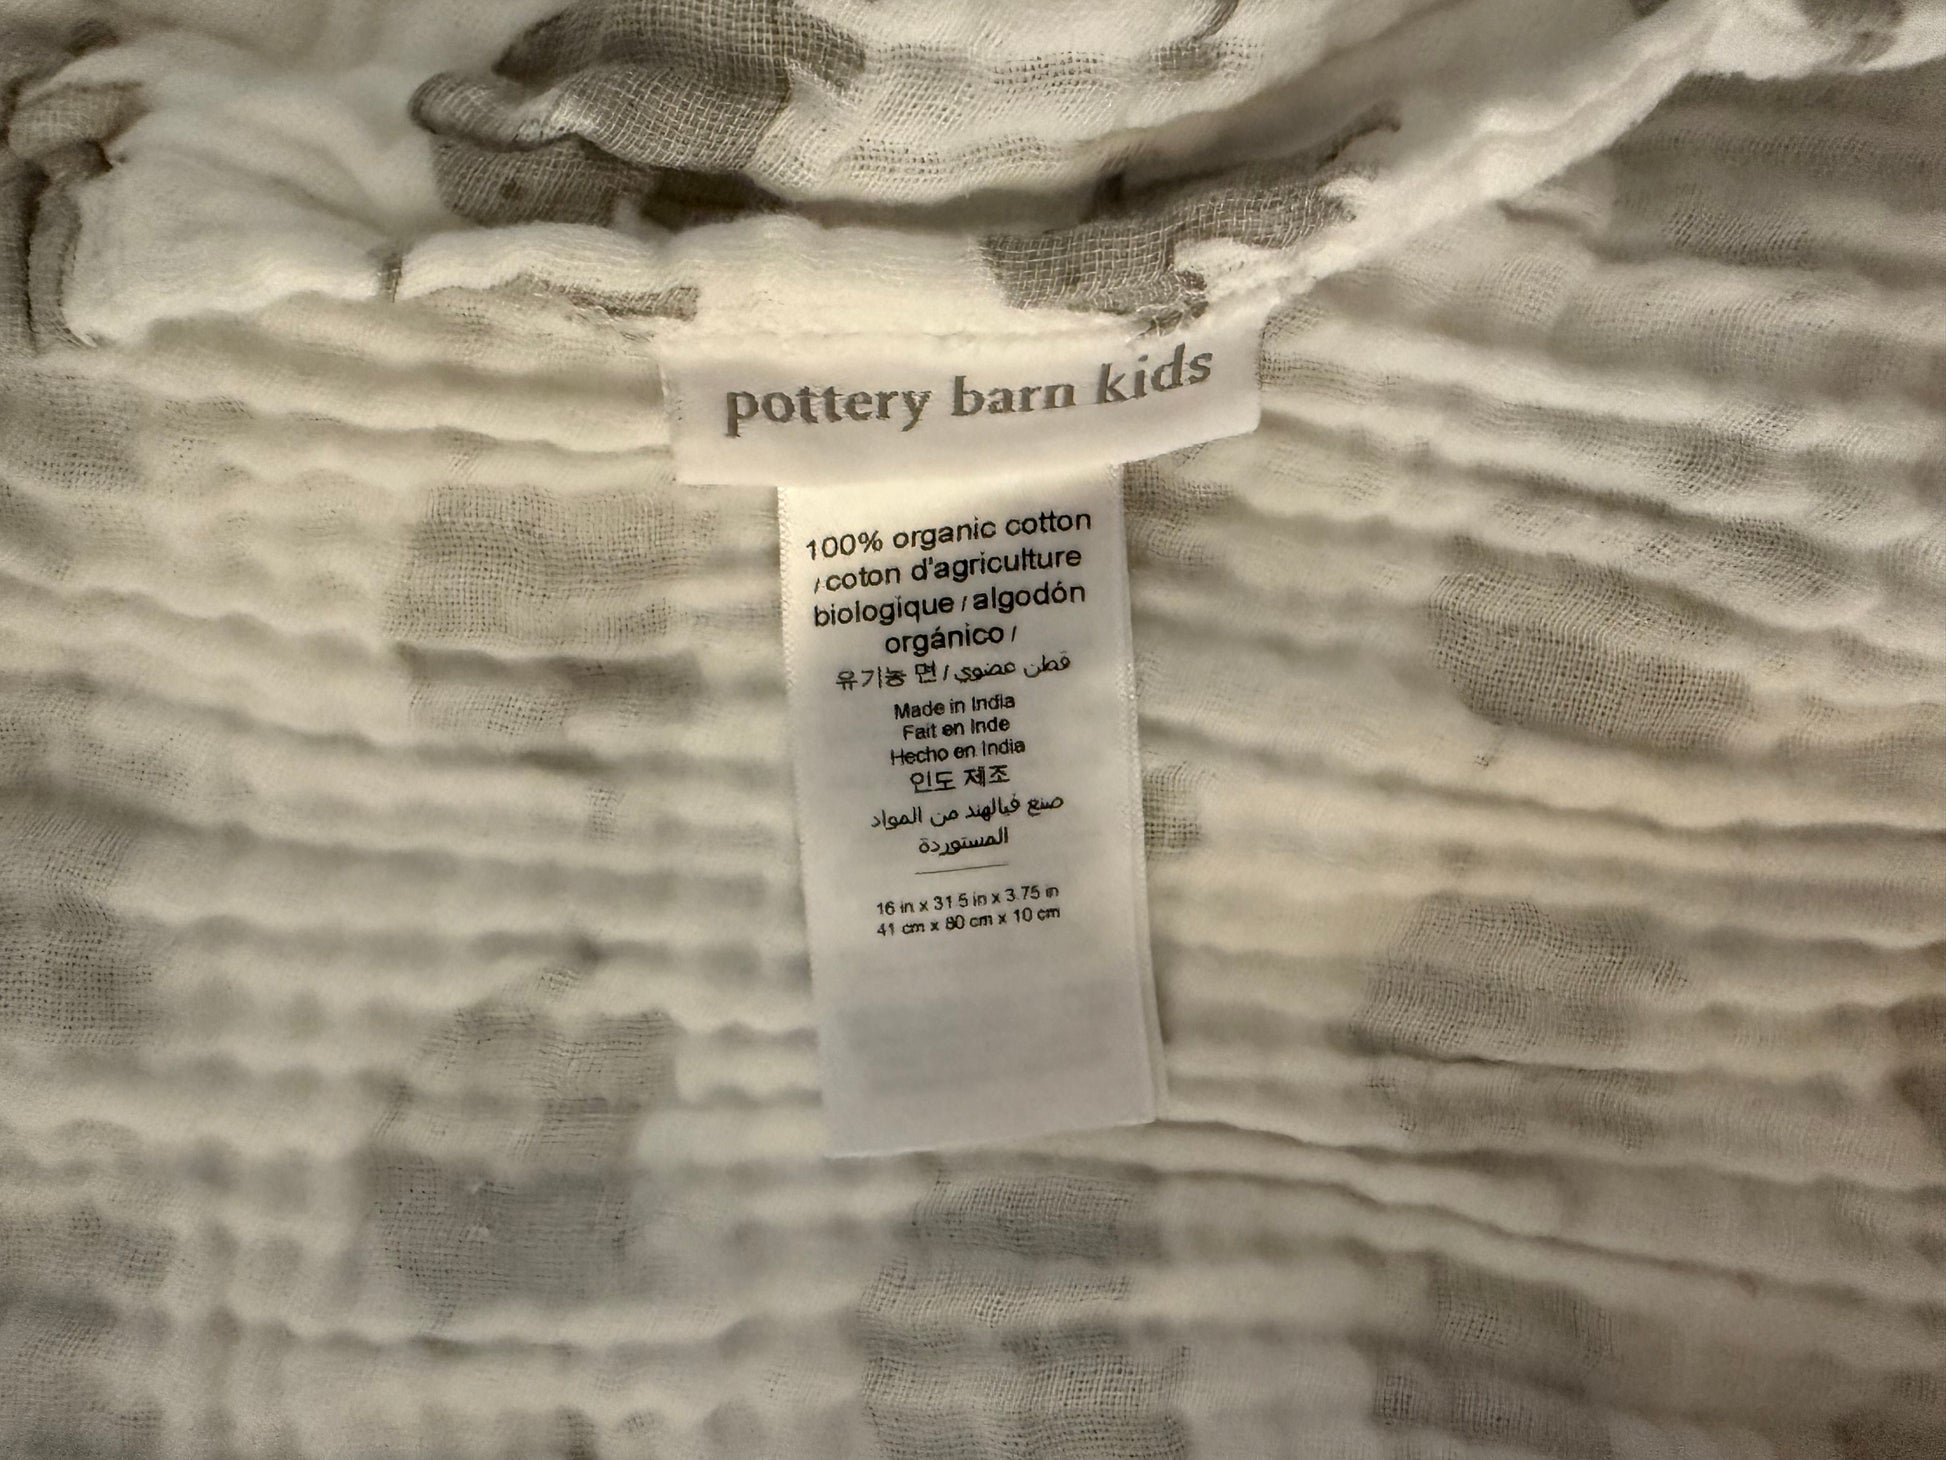 pottery barn kids
100% organic cotton
/coton d'agriculture
biologique / algodón
orgánico /
유기농 면 / قطن عضوي
Made in India
Fait en Inde
Hecho en India
인도 제조
صنع فيالهند من المواد
المستوردة
16 in x 31.5 in x 3.75 in
41 cm x 80 cm x 10 cm